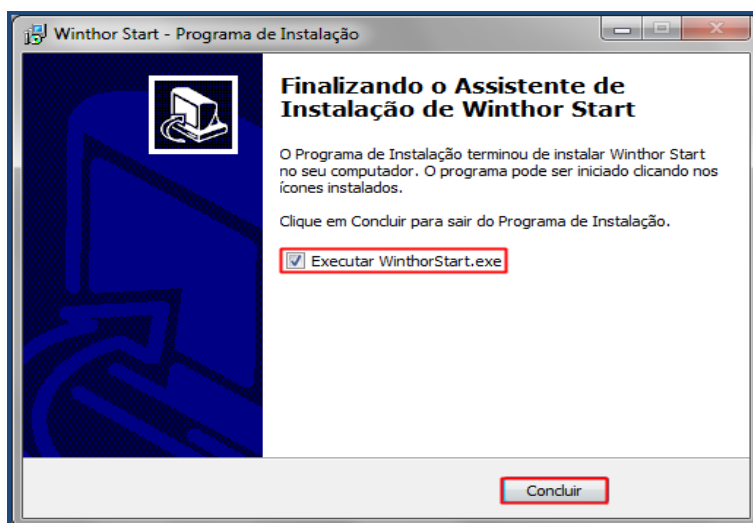 Winthor Start - Programa de Instalação
Finalizando o Assistente de
Instalação de Winthor Start
O Programa de Instalação terminou de instalar Winthor Start
no seu computador. O programa pode ser iniciado clicando nos
ícones instalados.
Clique em Concluir para sair do Programa de Instalação.
Executar WinthorStart.exe
Concluir